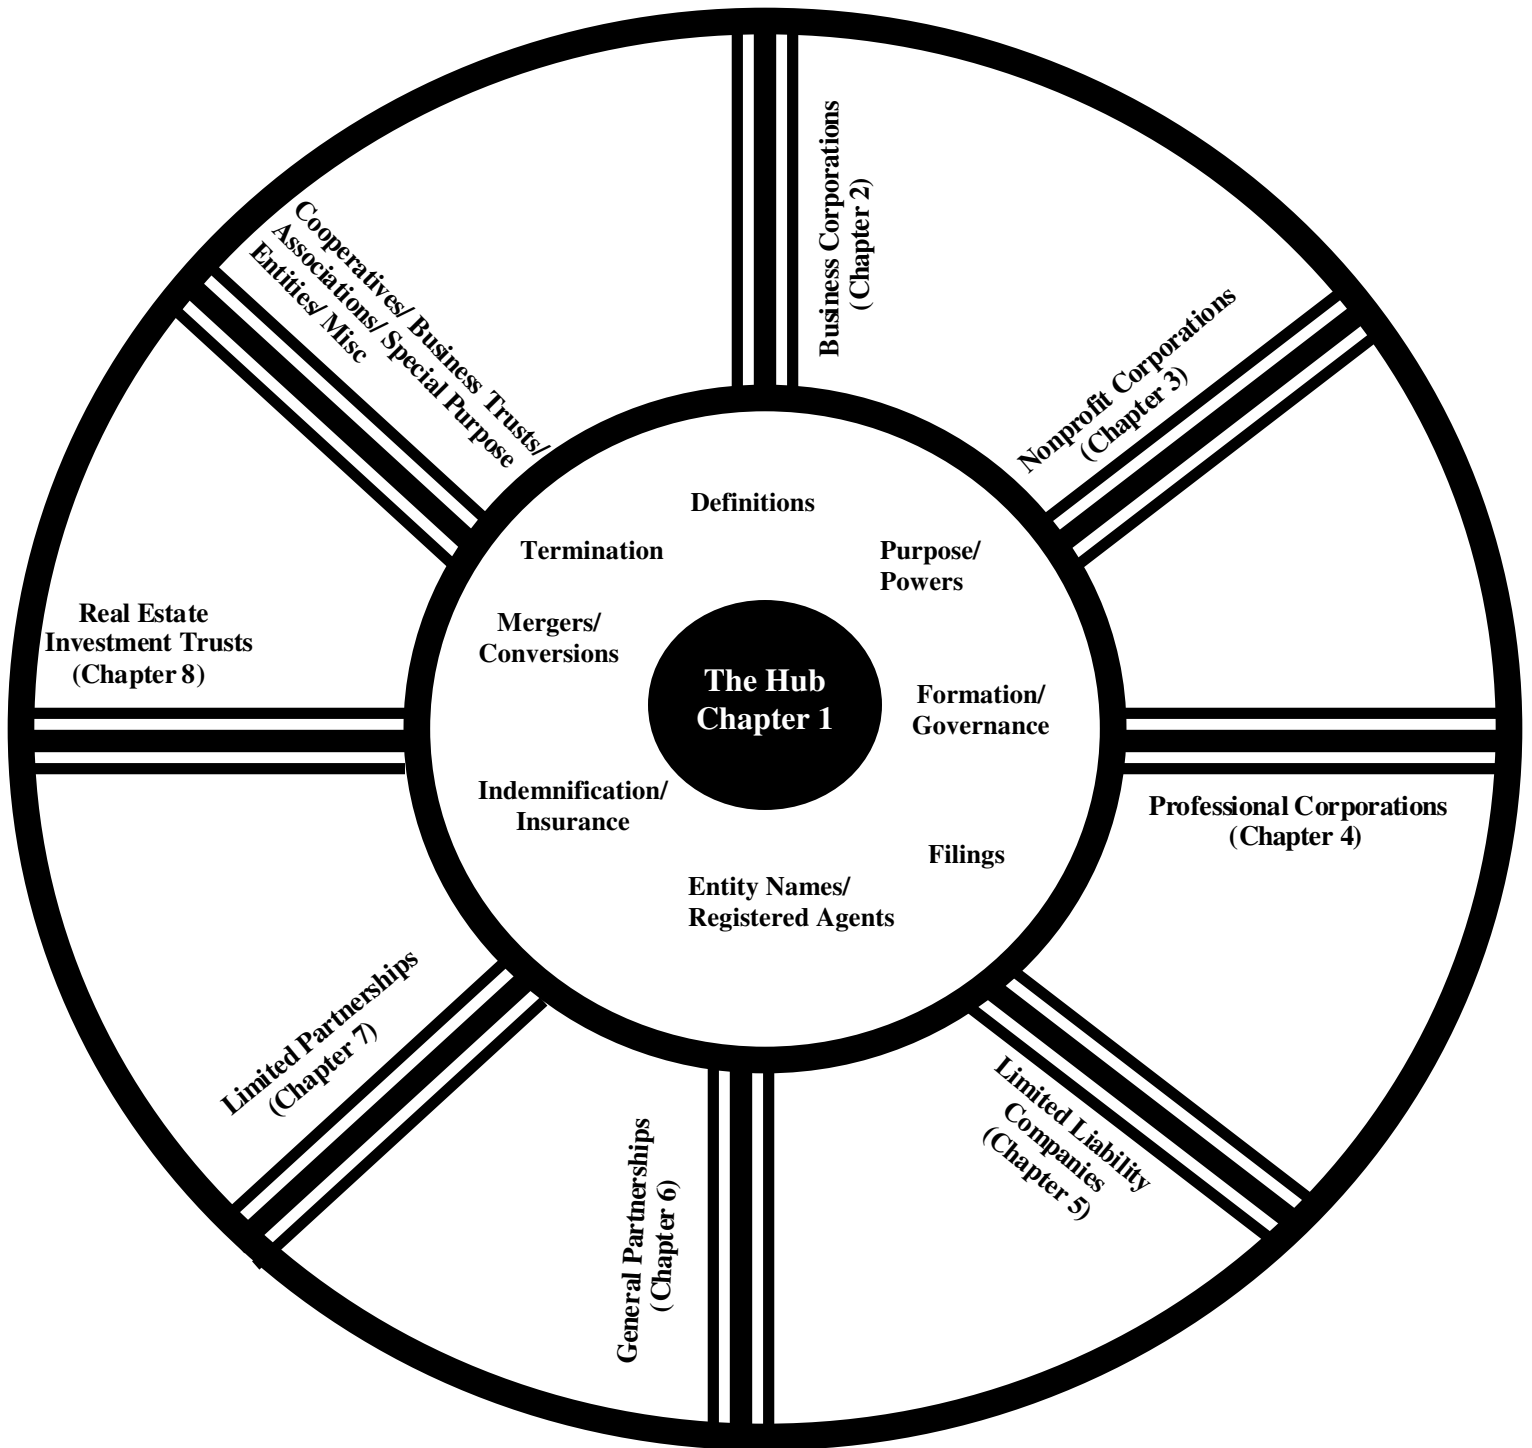 Business Corporations
(Chapter 2)
Nonprofit Corporations
(Chapter 3)
Professional Corporations
(Chapter 4)
Limited Liability
Companies
(Chapter 5)
General Partnerships
(Chapter 6)
Limited Partnerships
(Chapter 7)
Real Estate
Investment Trusts
(Chapter 8)
Cooperatives/ Business Trusts/
Associations/ Special Purpose
Entities/ Misc
Definitions
Purpose/
Powers
Formation/
Governance
Filings
Entity Names/
Registered Agents
Indemnification/
Insurance
Mergers/
Conversions
Termination
The Hub
Chapter 1